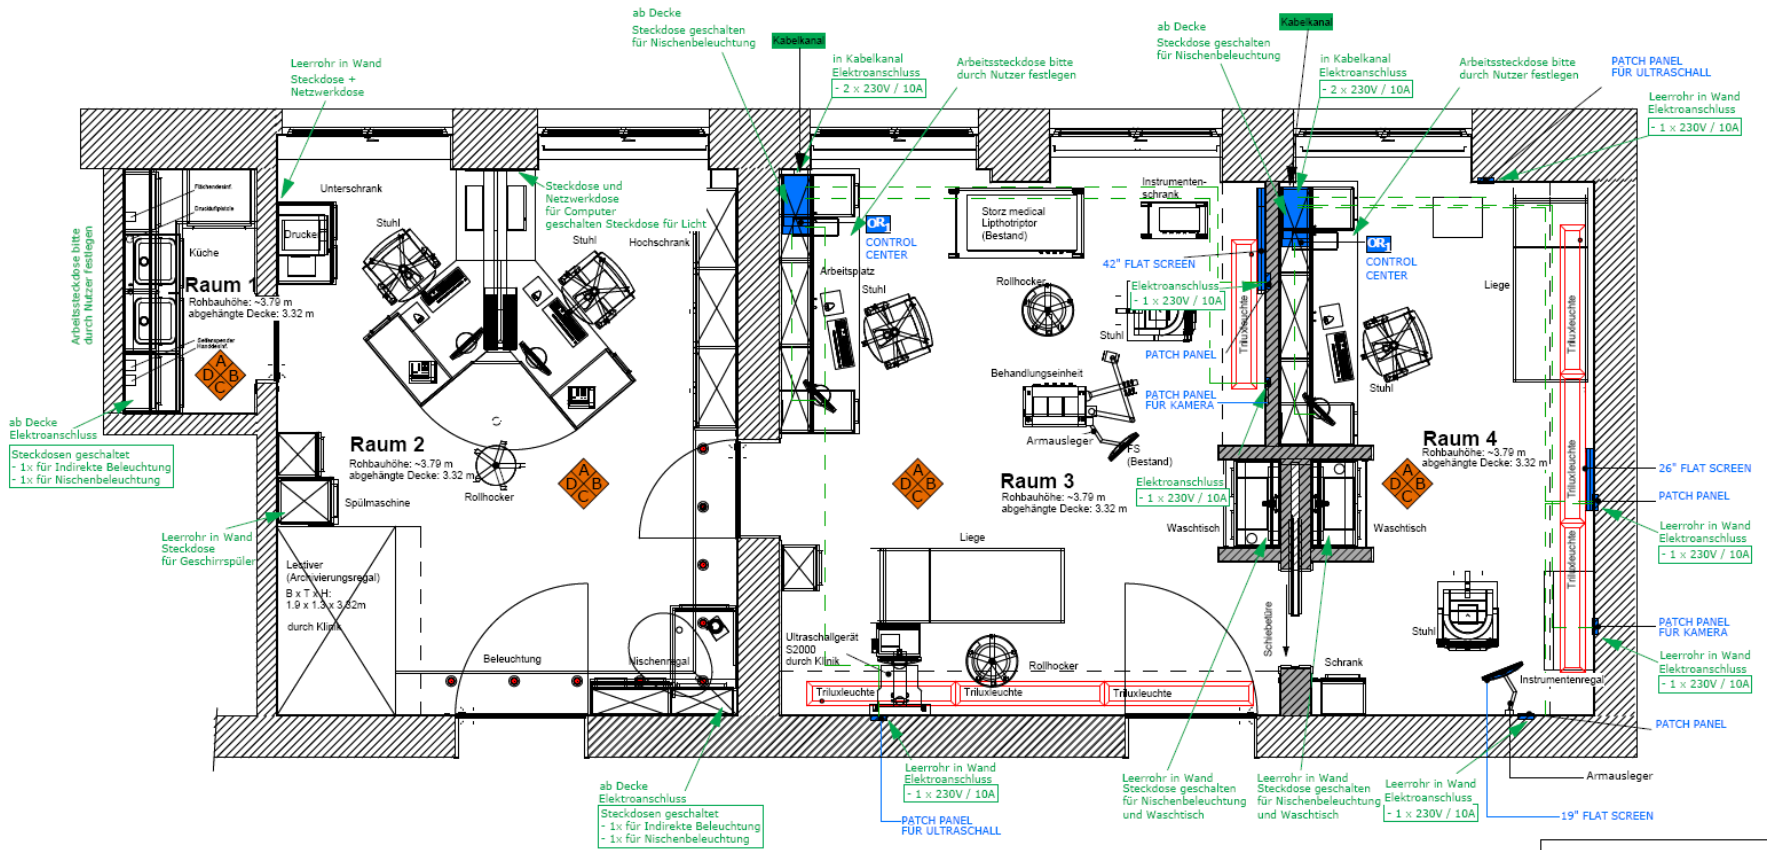 ab Decke
Steckdose geschalten
für Nischenbeleuchtung
Kabelkanal
in Kabelkanal
Elektroanschluss
- 2 x 230V / 10A
Arbeitssteckdose bitte
durch Nutzer festlegen
ab Decke
Steckdose geschalten
für Nischenbeleuchtung
Kabelkanal
in Kabelkanal
Elektroanschluss
- 2 x 230V / 10A
Arbeitssteckdose bitte
durch Nutzer festlegen
PATCH PANEL
FÜR ULTRASCHALL
Leerrohr in Wand
Elektroanschluss
- 1 x 230V / 10A
Leerrohr in Wand
Steckdose +
Netzwerkdose
Flächendesinf.
Druckluftpistole
Küche
Arbeitssteckdose bitte
durch Nutzer festlegen
Raum 1
Rohbauhöhe: ~3.79 m
abgehängte Decke: 3.32 m
Seifenspender
Handdesinf.
A
D B
C
ab Decke
Elektroanschluss
Steckdosen geschaltet
- 1x für Indirekte Beleuchtung
- 1x für Nischenbeleuchtung
Unterschrank
Drucker
Stuhl
Steckdose und
Netzwerkdose
für Computer
geschalten Steckdose für Licht
Stuhl
Hochschrank
Raum 2
Rohbauhöhe: ~3.79 m
abgehängte Decke: 3.32 m
Rollhocker
A
D B
C
Spülmaschine
Leerrohr in Wand
Steckdose
für Geschirrspüler
Lectiver
(Archivierungsregal)
B x T x H:
1.9 x 1.3 x 3.32m
durch Klinik
Beleuchtung
Nischenregal
ab Decke
Elektroanschluss
Steckdosen geschaltet
- 1x für Indirekte Beleuchtung
- 1x für Nischenbeleuchtung
OR1
CONTROL
CENTER
Arbeitsplatz
Stuhl
Storz medical
Lipthotriptor
(Bestand)
Instrumenten-
schrank
42" FLAT SCREEN
Elektroanschluss
- 1 x 230V / 10A
Rollhocker
Stuhl
PATCH PANEL
Triluxleuchte
Behandlungseinheit
PATCH PANEL
FÜR KAMERA
Armausleger
FS
(Bestand)
A
D B
C
Raum 3
Rohbauhöhe: ~3.79 m
abgehängte Decke: 3.32 m
Elektroanschluss
- 1 x 230V / 10A
Waschtisch
Waschtisch
Liege
Ultraschallgerät
S2000
durch Klinik
Rollhocker
Triluxleuchte
Triluxleuchte
Triluxleuchte
Schiebetüre
Leerrohr in Wand
Elektroanschluss
- 1 x 230V / 10A
PATCH PANEL
FÜR ULTRASCHALL
Leerrohr in Wand
Steckdose geschalten
für Nischenbeleuchtung
und Waschtisch
Leerrohr in Wand
Steckdose geschalten
für Nischenbeleuchtung
und Waschtisch
OR1
CONTROL
CENTER
Liege
Stuhl
Triluxleuchte
Raum 4
Rohbauhöhe: ~3.79 m
abgehängte Decke: 3.32 m
A
D B
C
Triluxleuchte
26" FLAT SCREEN
PATCH PANEL
Leerrohr in Wand
Elektroanschluss
- 1 x 230V / 10A
Triluxleuchte
Stuhl
PATCH PANEL
FÜR KAMERA
Leerrohr in Wand
Elektroanschluss
- 1 x 230V / 10A
Schrank
Instrumentenregal
PATCH PANEL
Leerrohr in Wand
Elektroanschluss
- 1 x 230V / 10A
Armausleger
19" FLAT SCREEN